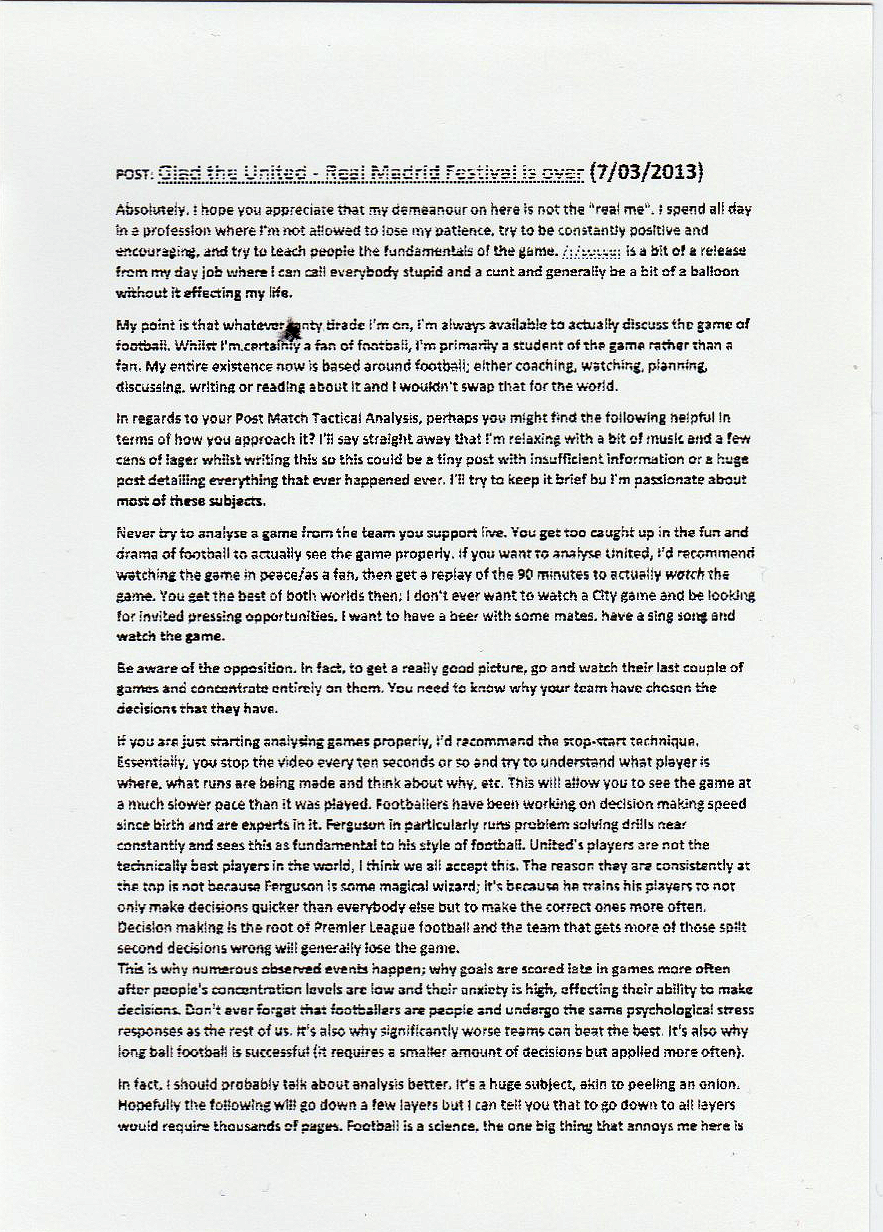 POST: Glad the United - Real Madrid Festival is over (7/03/2013)
Absolutely. I hope you appreciate that my demeanour on here is not the "real me". I spend all day
in a profession where I'm not allowed to lose my patience, try to be constantly positive and
encouraging, and try to teach people the fundamentals of the game. is a bit of a release
from my day job where I can call everybody stupid and a cunt and generally be a bit of a balloon
without it effecting my life.
My point is that whatever tirade I'm on, I'm always available to actually discuss the game of
football. Whilst I'm certainly a fan of football, I'm primarily a student of the game rather than a
fan. My entire existence now is based around football; either coaching, watching, planning,
discussing, writing or reading about it and I wouldn't swap that for the world.
In regards to your Post Match Tactical Analysis, perhaps you might find the following helpful in
terms of how you approach it? I'll say straight away that I'm relaxing with a bit of music and a few
cans of lager whilst writing this so this could be a tiny post with insufficient information or a huge
post detailing everything that ever happened ever. I'll try to keep it brief bu I'm passionate about
most of these subjects.
Never try to analyse a game from the team you support live. You get too caught up in the fun and
drama of football to actually see the game properly. If you want to analyse United, I'd recommend
watching the game in peace/as a fan, then get a replay of the 90 minutes to actually watch the
game. You get the best of both worlds then; I don't ever want to watch a City game and be looking
for invited pressing opportunities. I want to have a beer with some mates, have a sing song and
watch the game.
Be aware of the opposition. In fact, to get a really good picture, go and watch their last couple of
games and concentrate entirely on them. You need to know why your team have chosen the
decisions that they have.
If you are just starting analysing games properly, I'd recommend the stop-start technique.
Essentially, you stop the video every ten seconds or so and try to understand what player is
where, what runs are being made and think about why, etc. This will allow you to see the game at
a much slower pace than it was played. Footballers have been working on decision making speed
since birth and are experts in it. Ferguson in particularly runs problem solving drills near
constantly and sees this as fundamental to his style of football. United's players are not the
technically best players in the world, I think we all accept this. The reason they are consistently at
the top is not because Ferguson is some magical wizard; it's because he trains his players to not
only make decisions quicker than everybody else but to make the correct ones more often.
Decision making is the root of Premier League football and the team that gets more of those split
second decisions wrong will generally lose the game.
This is why numerous observed events happen; why goals are scored late in games more often
after people's concentration levels are low and their anxiety is high, effecting their ability to make
decisions. Don't ever forget that footballers are people and undergo the same psychological stress
responses as the rest of us. It's also why significantly worse teams can beat the best. It's also why
long ball football is successful (it requires a smaller amount of decisions but applied more often).
In fact, I should probably talk about analysis better. It's a huge subject, akin to peeling an onion.
Hopefully the following will go down a few layers but I can tell you that to go down to all layers
would require thousands of pages. Football is a science, the one big thing that annoys me here is